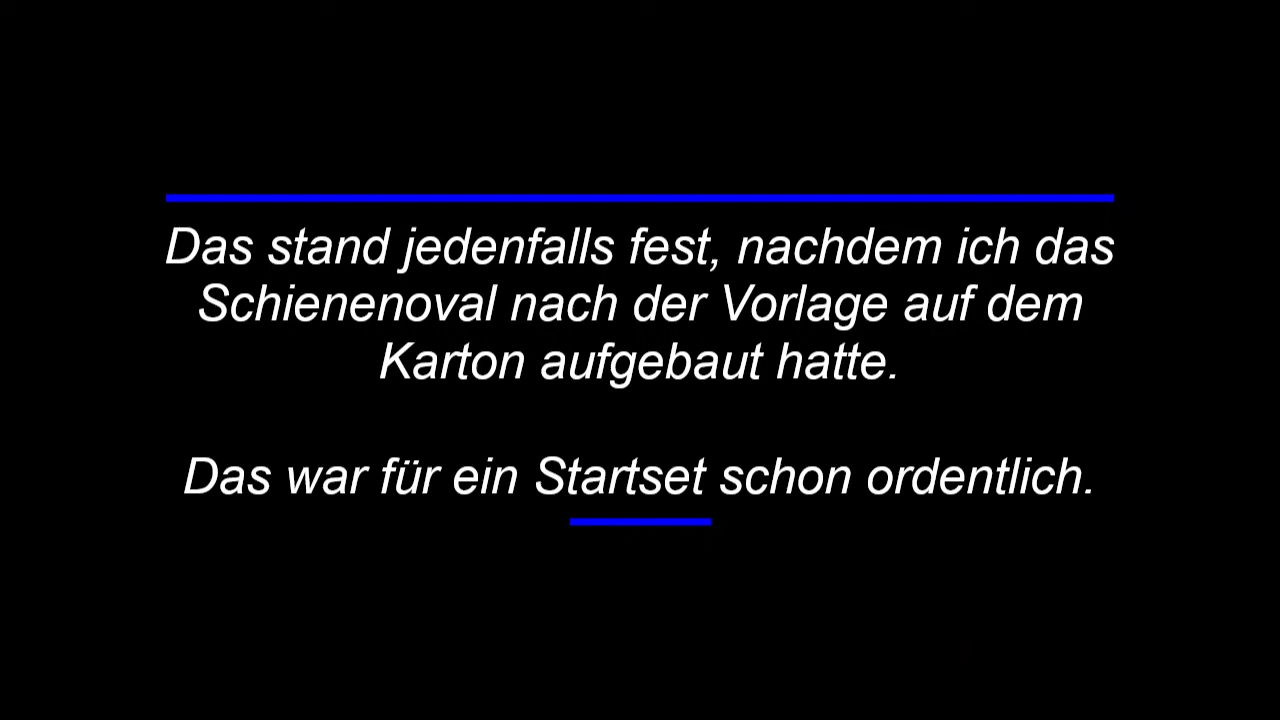 Das stand jedenfalls fest, nachdem ich das
Schienenoval nach der Vorlage auf dem
Karton aufgebaut hatte.
Das war für ein Startset schon ordentlich.